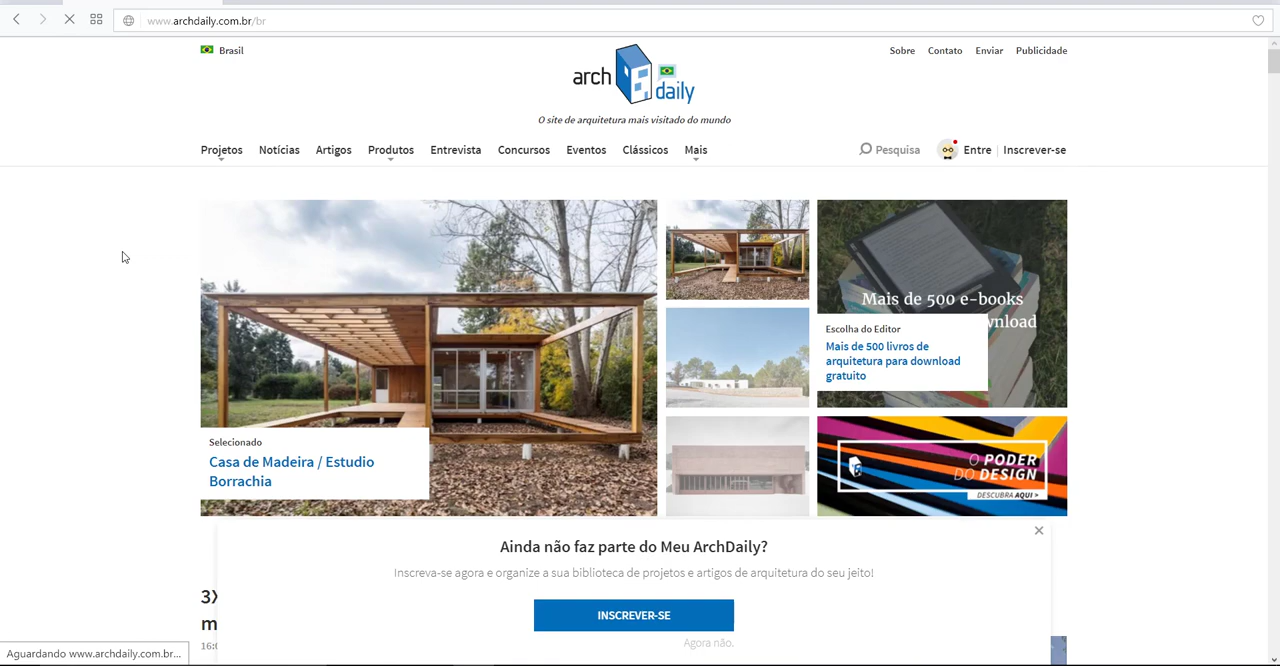 www.archdaily.com.br/br
Brasil
Sobre Contato Enviar Publicidade
arch daily
O site de arquitetura mais visitado do mundo
Projetos Notícias Artigos Produtos Entrevista Concursos Eventos Clássicos Mais
Pesquisa Entre | Inscrever-se
Selecionado
Casa de Madeira / Estudio
Borrachia
Mais de 500 e-books
Escolha do Editor
Mais de 500 livros de
arquitetura para download
gratuito
O PODER
DO DESIGN
DESCUBRA AQUI >
Ainda não faz parte do Meu ArchDaily?
Inscreva-se agora e organize a sua biblioteca de projetos e artigos de arquitetura do seu jeito!
INSCREVER-SE
Agora não.
Aguardando www.archdaily.com.br...